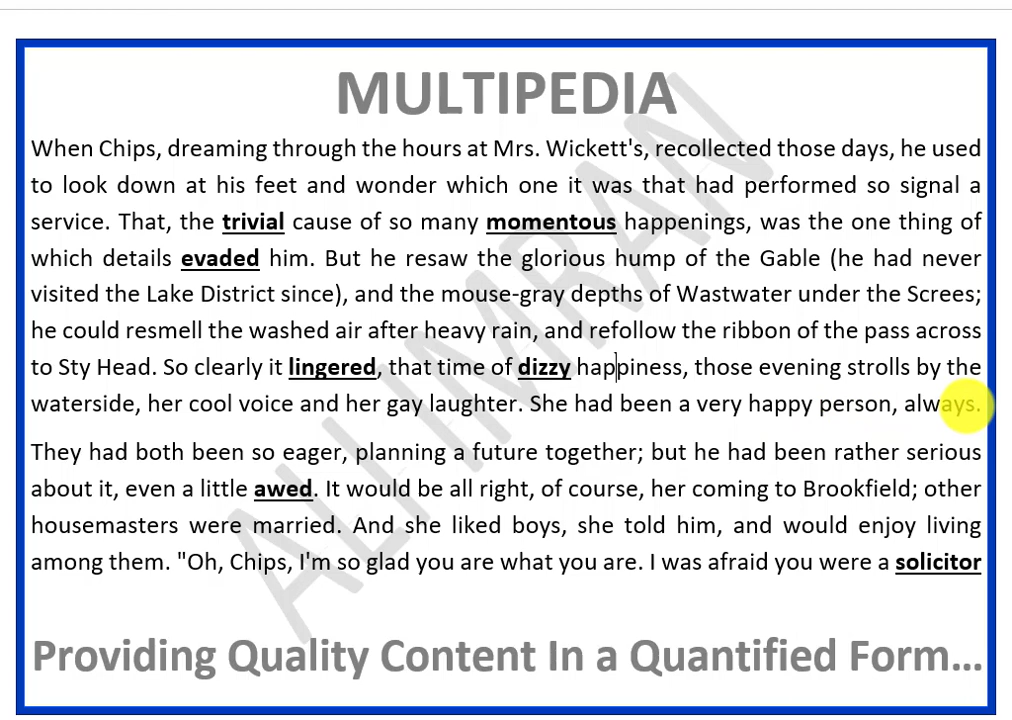 MULTIPEDIA
When Chips, dreaming through the hours at Mrs. Wickett's, recollected those days, he used
to look down at his feet and wonder which one it was that had performed so signal a
service. That, the trivial cause of so many momentous happenings, was the one thing of
which details evaded him. But he resaw the glorious hump of the Gable (he had never
visited the Lake District since), and the mouse-gray depths of Wastwater under the Screes;
he could resmell the washed air after heavy rain, and refollow the ribbon of the pass across
to Sty Head. So clearly it lingered, that time of dizzy happiness, those evening strolls by the
waterside, her cool voice and her gay laughter. She had been a very happy person, always.
They had both been so eager, planning a future together; but he had been rather serious
about it, even a little awed. It would be all right, of course, her coming to Brookfield; other
housemasters were married. And she liked boys, she told him, and would enjoy living
among them. "Oh, Chips, I'm so glad you are what you are. I was afraid you were a solicitor
ALI IMRAN
Providing Quality Content In a Quantified Form...